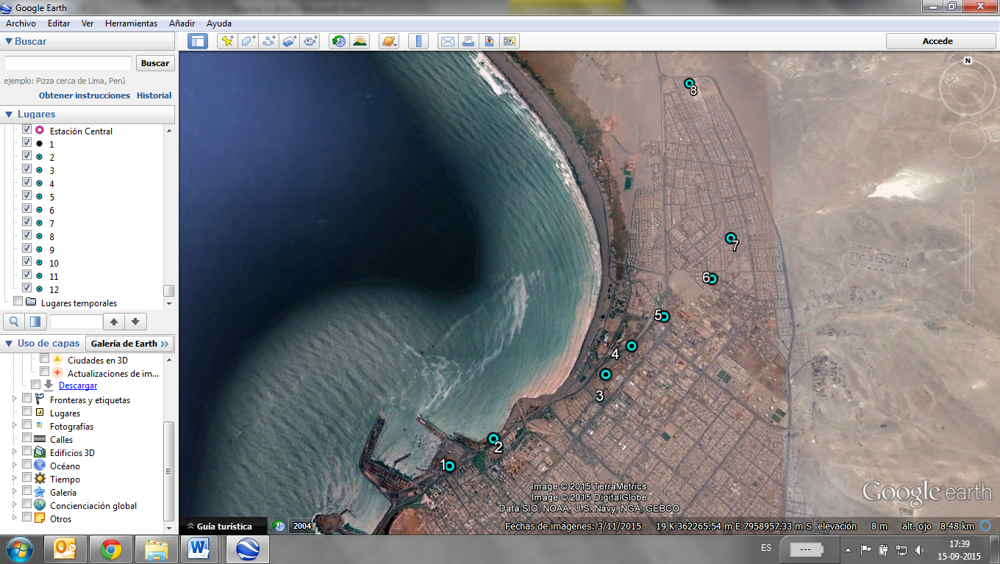 Google Earth
Archivo Editar Ver Herramientas Añadir Ayuda
Buscar
Accede
Buscar
ejemplo: Pizza cerca de Lima, Perú
Obtener instrucciones Historial
Lugares
Estación Central
1
2
3
4
5
6
7
8
9
10
11
12
Lugares temporales
Uso de capas Galería de Earth »
Ciudades en 3D
Actualizaciones de im...
Descargar
Fronteras y etiquetas
Lugares
Fotografías
Calles
Edificios 3D
Océano
Tiempo
Galería
Concienciación global
Otros
N
8
7
6
5
4
3
2
1
Image © 2015 TerraMetrics
Image © 2015 DigitalGlobe
Data SIO, NOAA, U.S. Navy, NGA, GEBCO
Google earth
Guía turística 2004 Fechas de imágenes: 3/11/2015 19 K 362265.54 m E 7958957.33 m S elevación 8 m alt. ojo 8.48 km
ES --- 17:39
15-09-2015